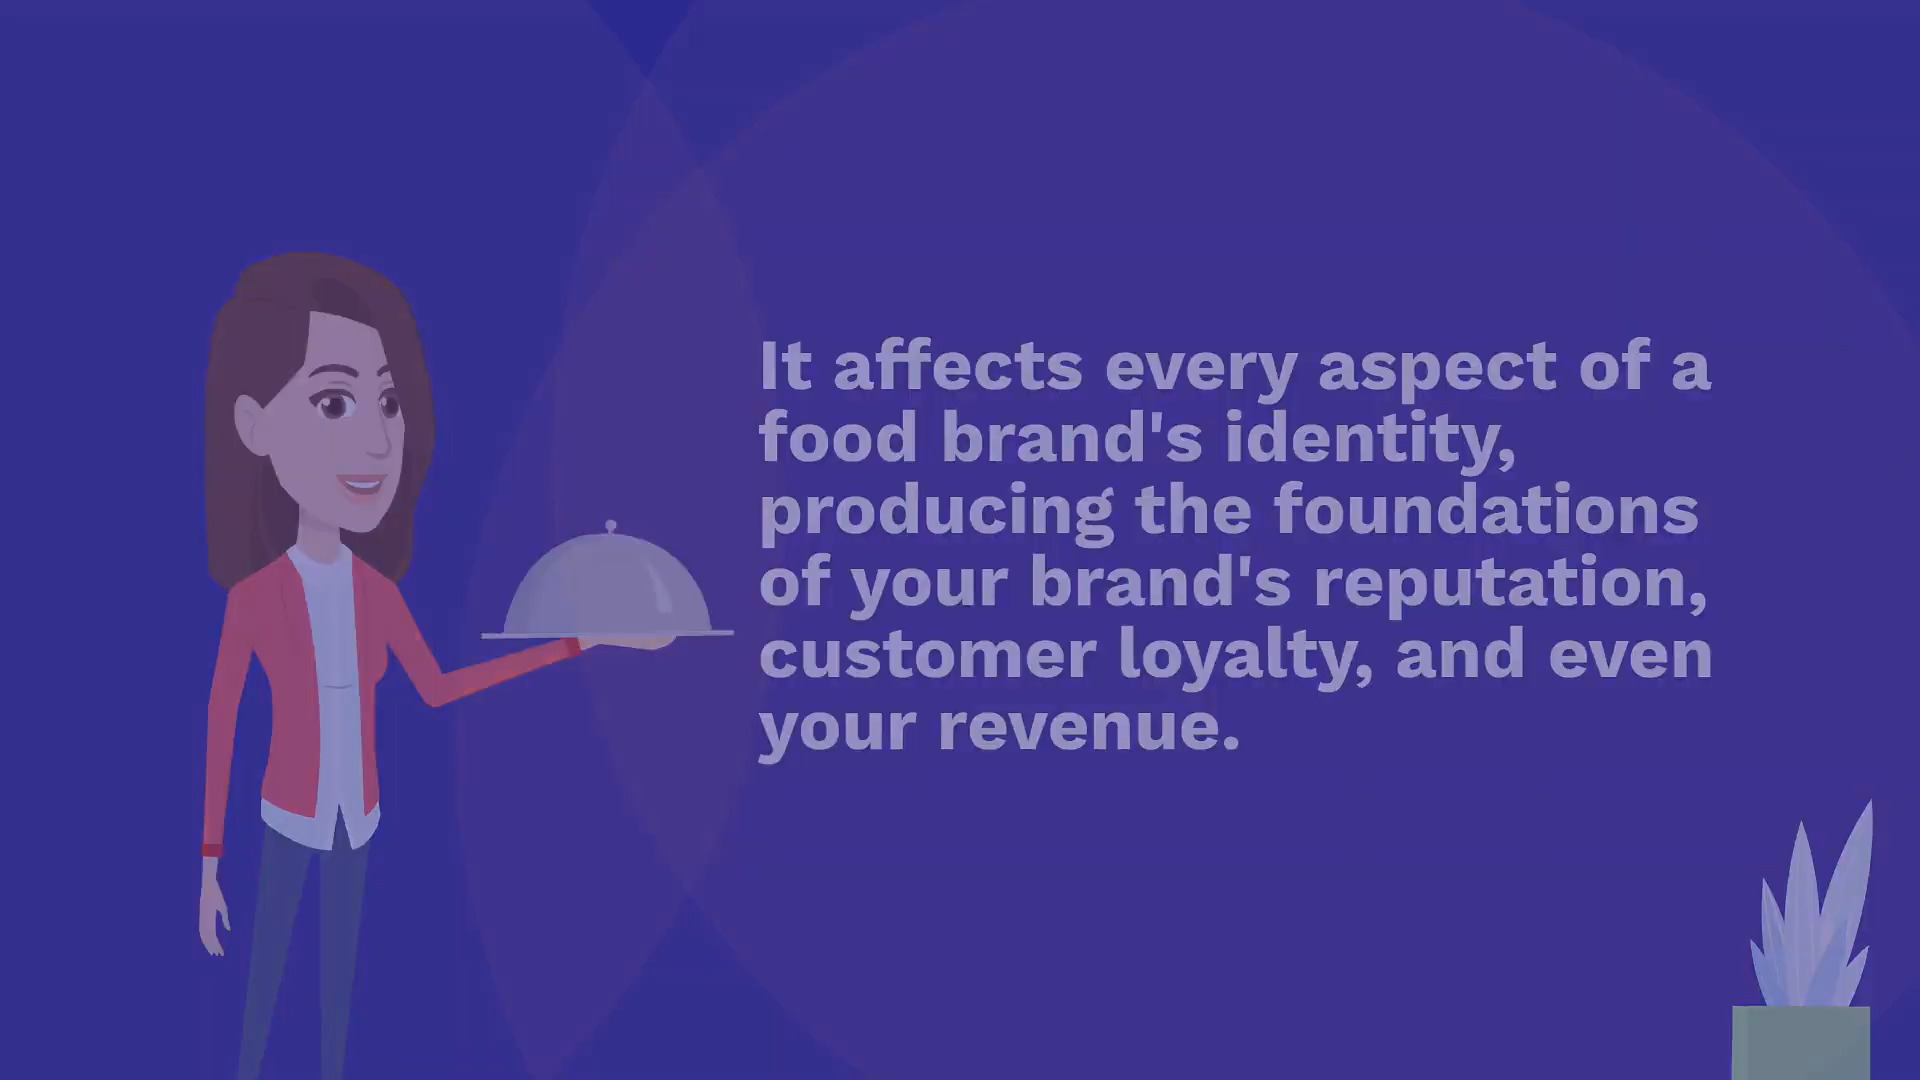 It affects every aspect of a
food brand's identity,
producing the foundations
of your brand's reputation,
customer loyalty, and even
your revenue.